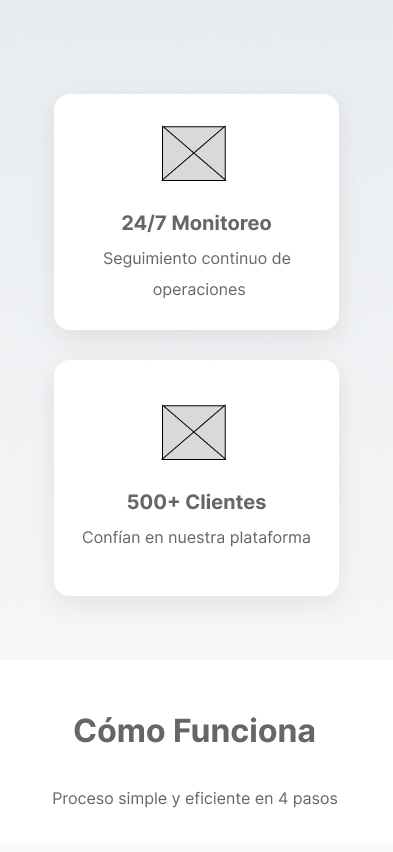 24/7 Monitoreo
Seguimiento continuo de
operaciones
500+ Clientes
Confían en nuestra plataforma
Cómo Funciona
Proceso simple y eficiente en 4 pasos